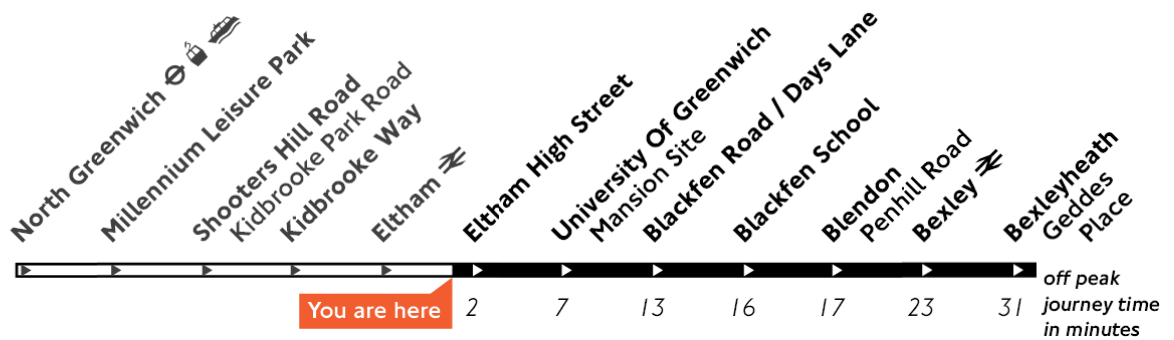 North Greenwich
Millennium Leisure Park
Shooters Hill Road
Kidbrooke Park Road
Kidbrooke Way
Eltham
Eltham High Street
University Of Greenwich
Mansion Site
Blackfen Road / Days Lane
Blackfen School
Blendon
Penhill Road
Bexley
Bexleyheath
Geddes
Place
You are here
2 7 13 16 17 23 31
off peak
journey time
in minutes